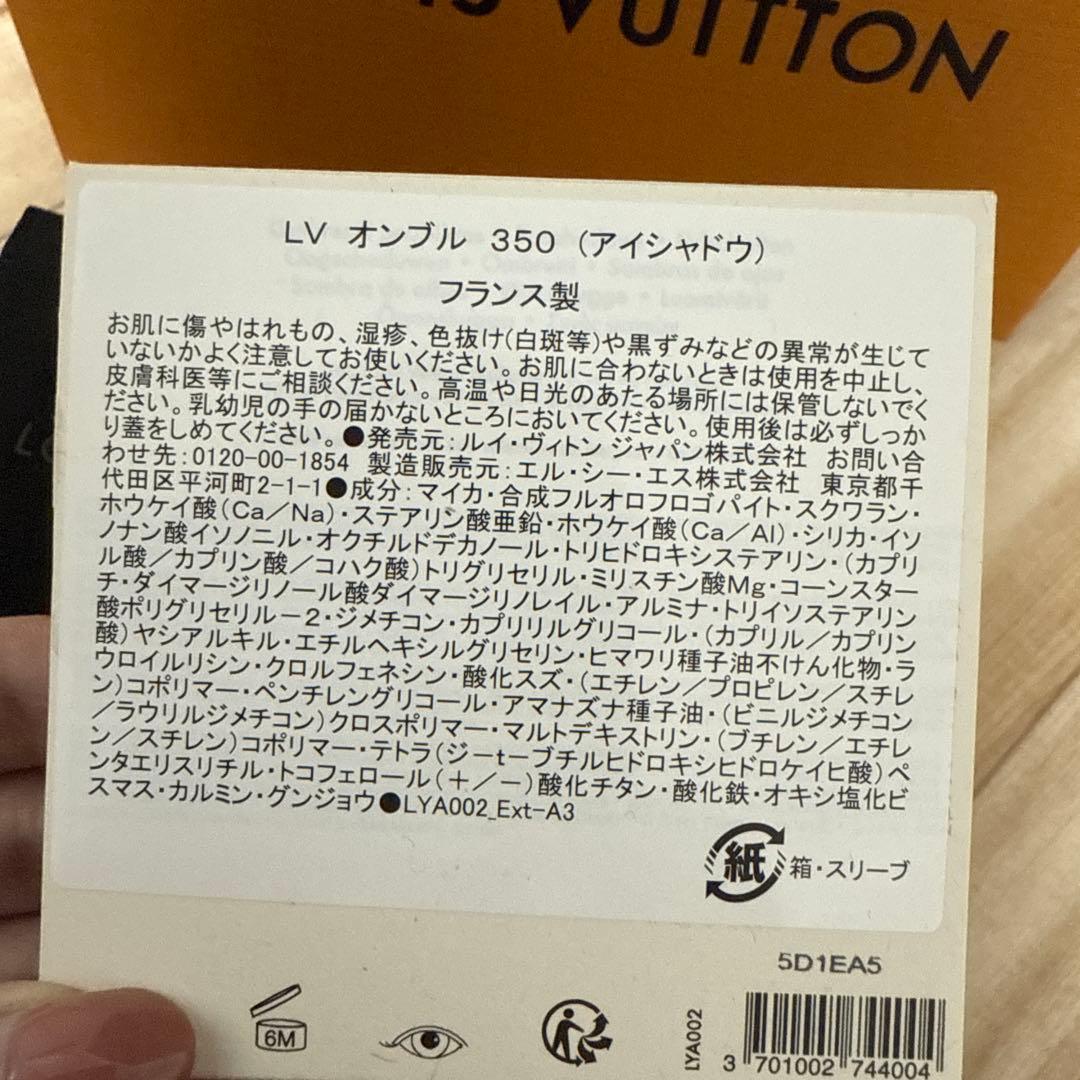 VUITTON
LV オンブル 350 (アイシャドウ)
フランス製
お肌に傷やはれもの、湿疹、色抜け(白斑等)や黒ずみなどの異常が生じて
いないかよく注意してお使いください。お肌に合わないときは使用を中止し、
皮膚科医等にご相談ください。高温や日光のあたる場所には保管しないでく
ださい。乳幼児の手の届かないところにおいてください。使用後は必ずしっか
り蓋をしめてください。●発売元:ルイ・ヴィトン ジャパン株式会社 お問い合
わせ先:0120-00-1854 製造販売元:エル・シー・エス株式会社 東京都千
代田区平河町2-1-1●成分:マイカ・合成フルオロフロゴパイト・スクワラン・
ホウケイ酸(Ca/Na)・ステアリン酸亜鉛・ホウケイ酸(Ca/Al)・シリカ・イソ
ノナン酸イソノニル・オクチルドデカノール・トリヒドロキシステアリン・(カプリ
ル酸/カプリン酸/コハク酸)トリグリセリル・ミリスチン酸Mg・コーンスター
チ・ダイマージリノール酸ダイマージリノレイル・アルミナ・トリイソステアリン
酸ポリグリセリル-2・ジメチコン・カプリリルグリコール・(カプリル/カプリン
酸)ヤシアルキル・エチルヘキシルグリセリン・ヒマワリ種子油不けん化物・ラ
ウロイルリシン・クロルフェネシン・酸化スズ・(エチレン/プロピレン/スチレ
ン)コポリマー・ペンチレングリコール・アマナズナ種子油・(ビニルジメチコン
/ラウリルジメチコン)クロスポリマー・マルトデキストリン・(ブチレン/エチレ
ン/スチレン)コポリマー・テトラ(ジ-t-ブチルヒドロキシヒドロケイヒ酸)ペ
ンタエリスリチル・トコフェロール(+/-)酸化チタン・酸化鉄・オキシ塩化ビ
スマス・カルミン・グンジョウ●LYA002_Ext-A3
紙 箱・スリーブ
5D1EA5
6M
LYA002
3 701002 744004